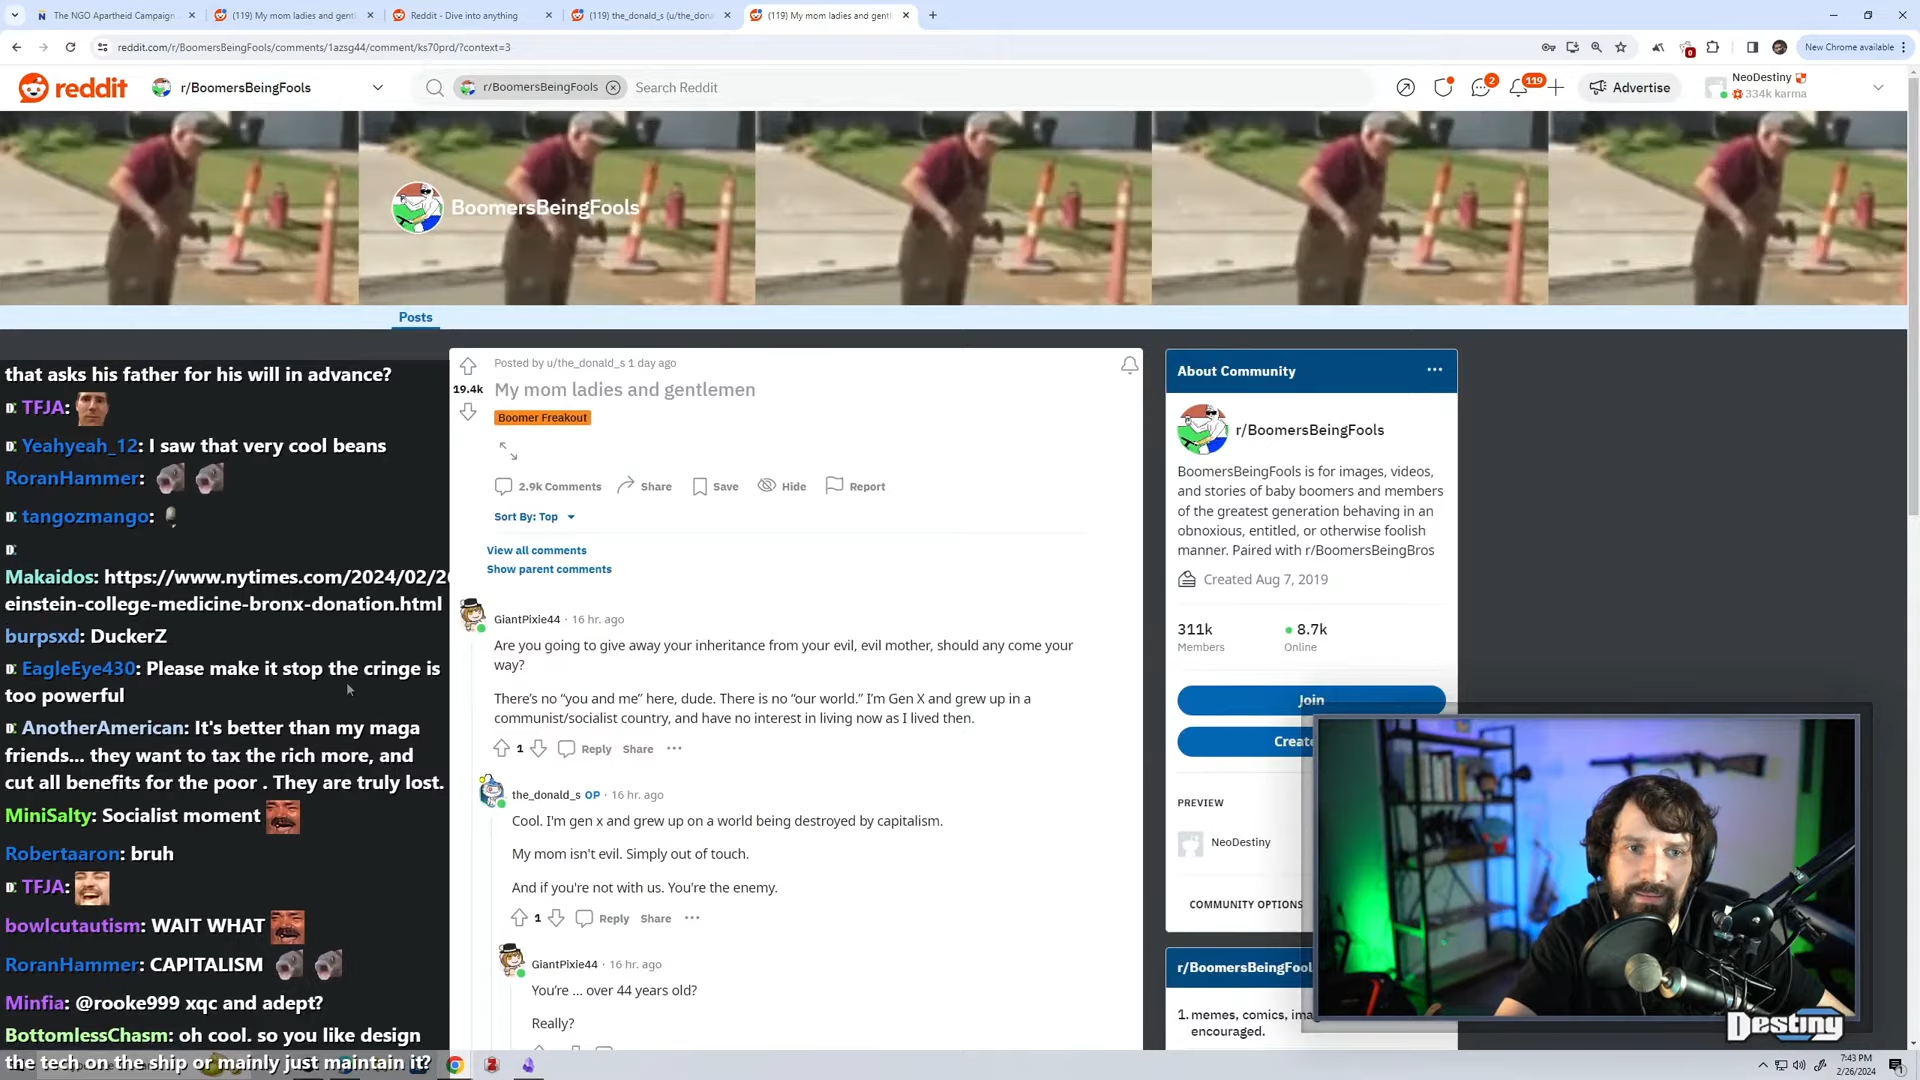 The NGO Apartheid Campaign
(119) My mom ladies and gentl
Reddit - Dive into anything
(119) the_donald_s (u/the_dona
(119) My mom ladies and gentl
reddit.com/r/BoomersBeingFools/comments/1azsg44/comment/ks70prd/?context=3
New Chrome available
reddit
r/BoomersBeingFools
r/BoomersBeingFools
Search Reddit
2
119
Advertise
NeoDestiny
334k karma
BoomersBeingFools
Posts
that asks his father for his will in advance?
TFJA:
Yeahyeah_12: I saw that very cool beans
RoranHammer:
tangozmango:
Makaidos: https://www.nytimes.com/2024/02/2
einstein-college-medicine-bronx-donation.html
burpsxd: DuckerZ
EagleEye430: Please make it stop the cringe is
too powerful
AnotherAmerican: It's better than my maga
friends... they want to tax the rich more, and
cut all benefits for the poor . They are truly lost.
MiniSalty: Socialist moment
Robertaaron: bruh
TFJA:
bowlcutautism: WAIT WHAT
RoranHammer: CAPITALISM
Minfia: @rooke999 xqc and adept?
BottomlessChasm: oh cool. so you like design
the tech on the ship or mainly just maintain it?
Posted by u/the_donald_s 1 day ago
19.4k
My mom ladies and gentlemen
Boomer Freakout
2.9k Comments
Share
Save
Hide
Report
Sort By: Top
View all comments
Show parent comments
GiantPixie44 · 16 hr. ago
Are you going to give away your inheritance from your evil, evil mother, should any come your
way?
There's no “you and me” here, dude. There is no “our world.” I'm Gen X and grew up in a
communist/socialist country, and have no interest in living now as I lived then.
1 Reply Share ···
the_donald_s OP · 16 hr. ago
Cool. I'm gen x and grew up on a world being destroyed by capitalism.
My mom isn't evil. Simply out of touch.
And if you're not with us. You're the enemy.
1 Reply Share ···
GiantPixie44 · 16 hr. ago
You're ... over 44 years old?
Really?
About Community
r/BoomersBeingFools
BoomersBeingFools is for images, videos,
and stories of baby boomers and members
of the greatest generation behaving in an
obnoxious, entitled, or otherwise foolish
manner. Paired with r/BoomersBeingBros
Created Aug 7, 2019
311k
8.7k
Members
Online
Join
Create
PREVIEW
NeoDestiny
COMMUNITY OPTIONS
r/BoomersBeingFool
1. memes, comics, imag
encouraged.
Destiny
7:43 PM
2/26/2024